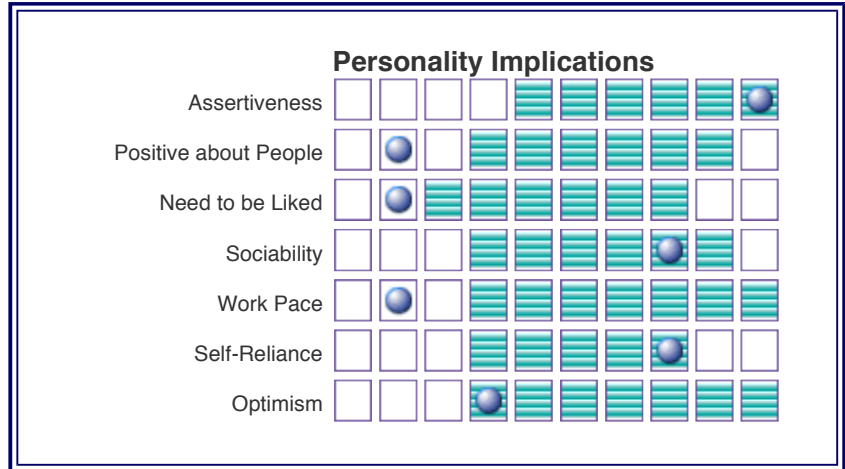 Personality Implications
Assertiveness
Positive about People
Need to be Liked
Sociability
Work Pace
Self-Reliance
Optimism